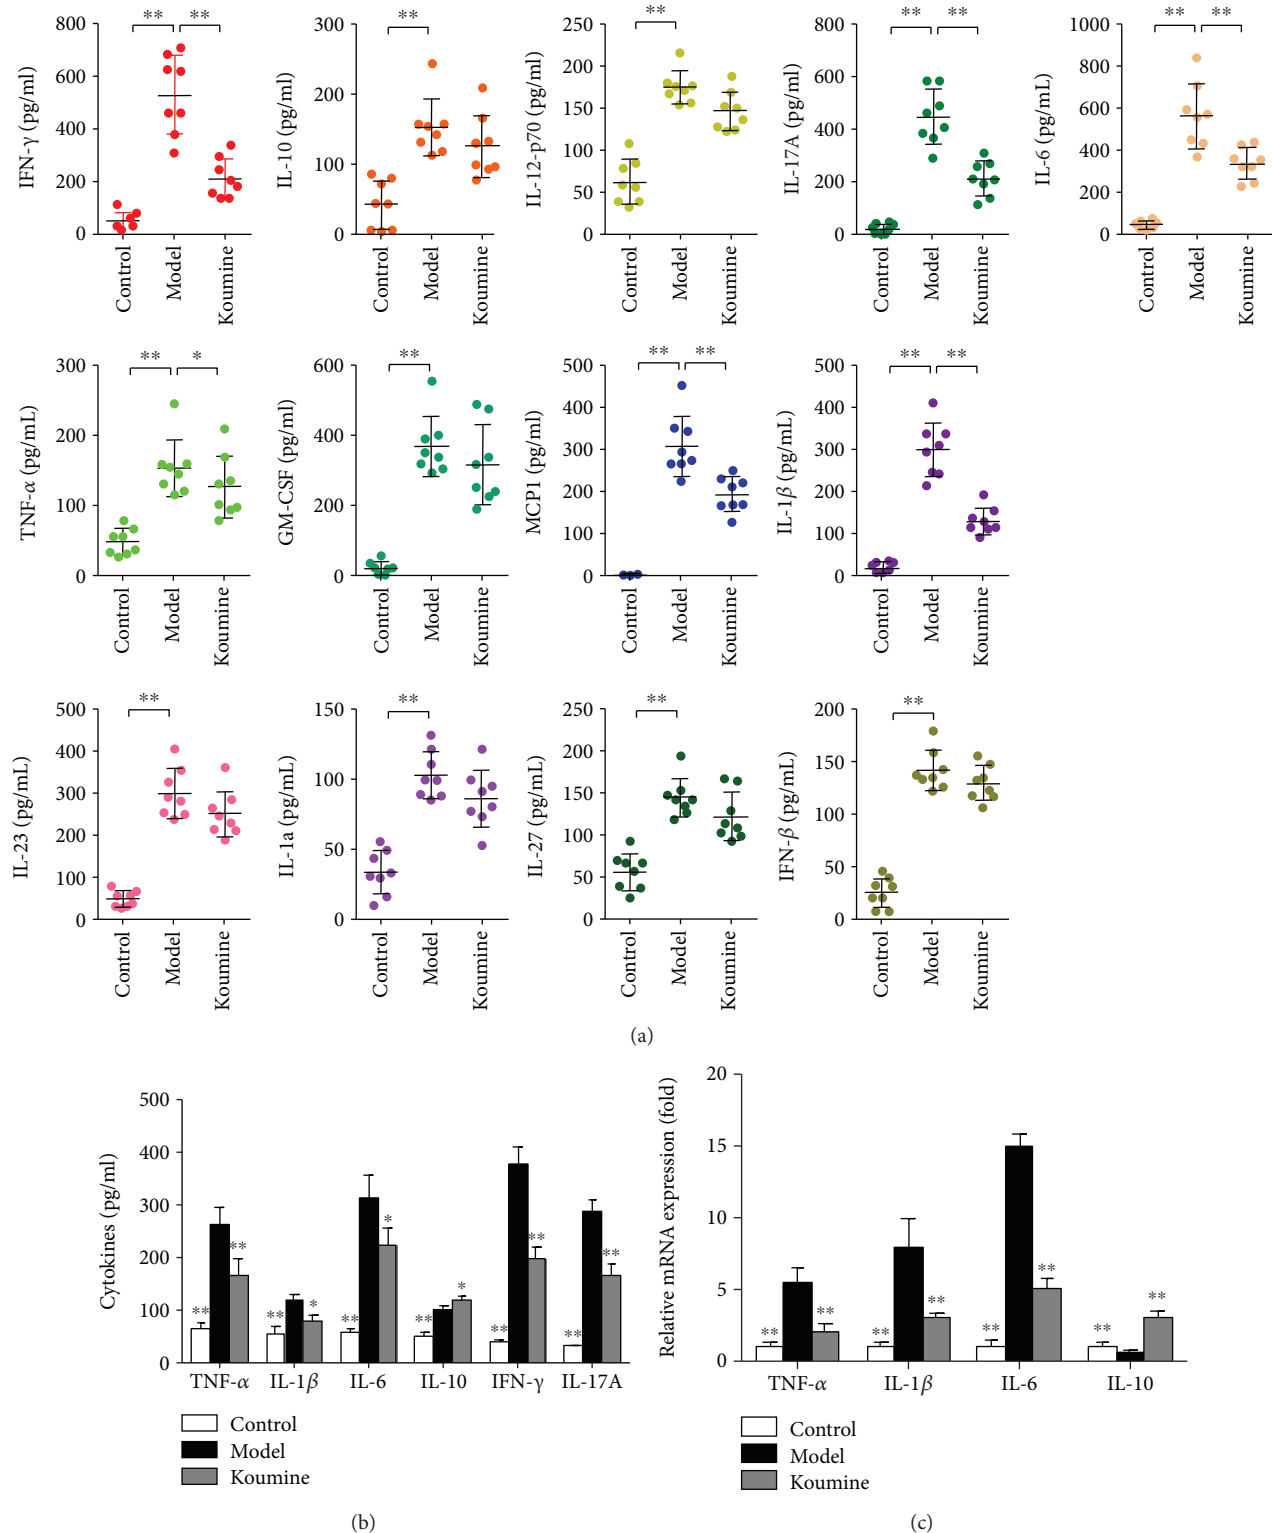 ** ** ** ** ** ** ** ** **
IFN-γ (pg/ml) 800 600 400 200 0 Control Model Koumine
IL-10 (pg/ml) 300 200 100 0 Control Model Koumine
IL-12-p70 (pg/ml) 250 200 150 100 50 0 Control Model Koumine
IL-17A (pg/ml) 800 600 400 200 0 Control Model Koumine
IL-6 (pg/mL) 1000 800 600 400 200 0 Control Model Koumine
** * ** ** ** ** **
TNF-α (pg/mL) 300 200 100 0 Control Model Koumine
GM-CSF (pg/ml) 600 400 200 0 Control Model Koumine
MCP1 (pg/ml) 500 400 300 200 100 0 Control Model Koumine
IL-1β (pg/mL) 500 400 300 200 100 0 Control Model Koumine
** ** ** **
IL-23 (pg/mL) 500 400 300 200 100 0 Control Model Koumine
IL-1a (pg/mL) 150 100 50 0 Control Model Koumine
IL-27 (pg/mL) 250 200 150 100 50 0 Control Model Koumine
IFN-β (pg/mL) 200 150 100 50 0 Control Model Koumine
(a)
Cytokines (pg/ml)
500
400
300
200
100
0
** ** ** * ** * ** * ** ** ** **
TNF-α IL-1β IL-6 IL-10 IFN-γ IL-17A
Control
Model
Koumine
(b)
Relative mRNA expression (fold)
20
15
10
5
0
** ** ** ** ** ** ** **
TNF-α IL-1β IL-6 IL-10
Control
Model
Koumine
(c)